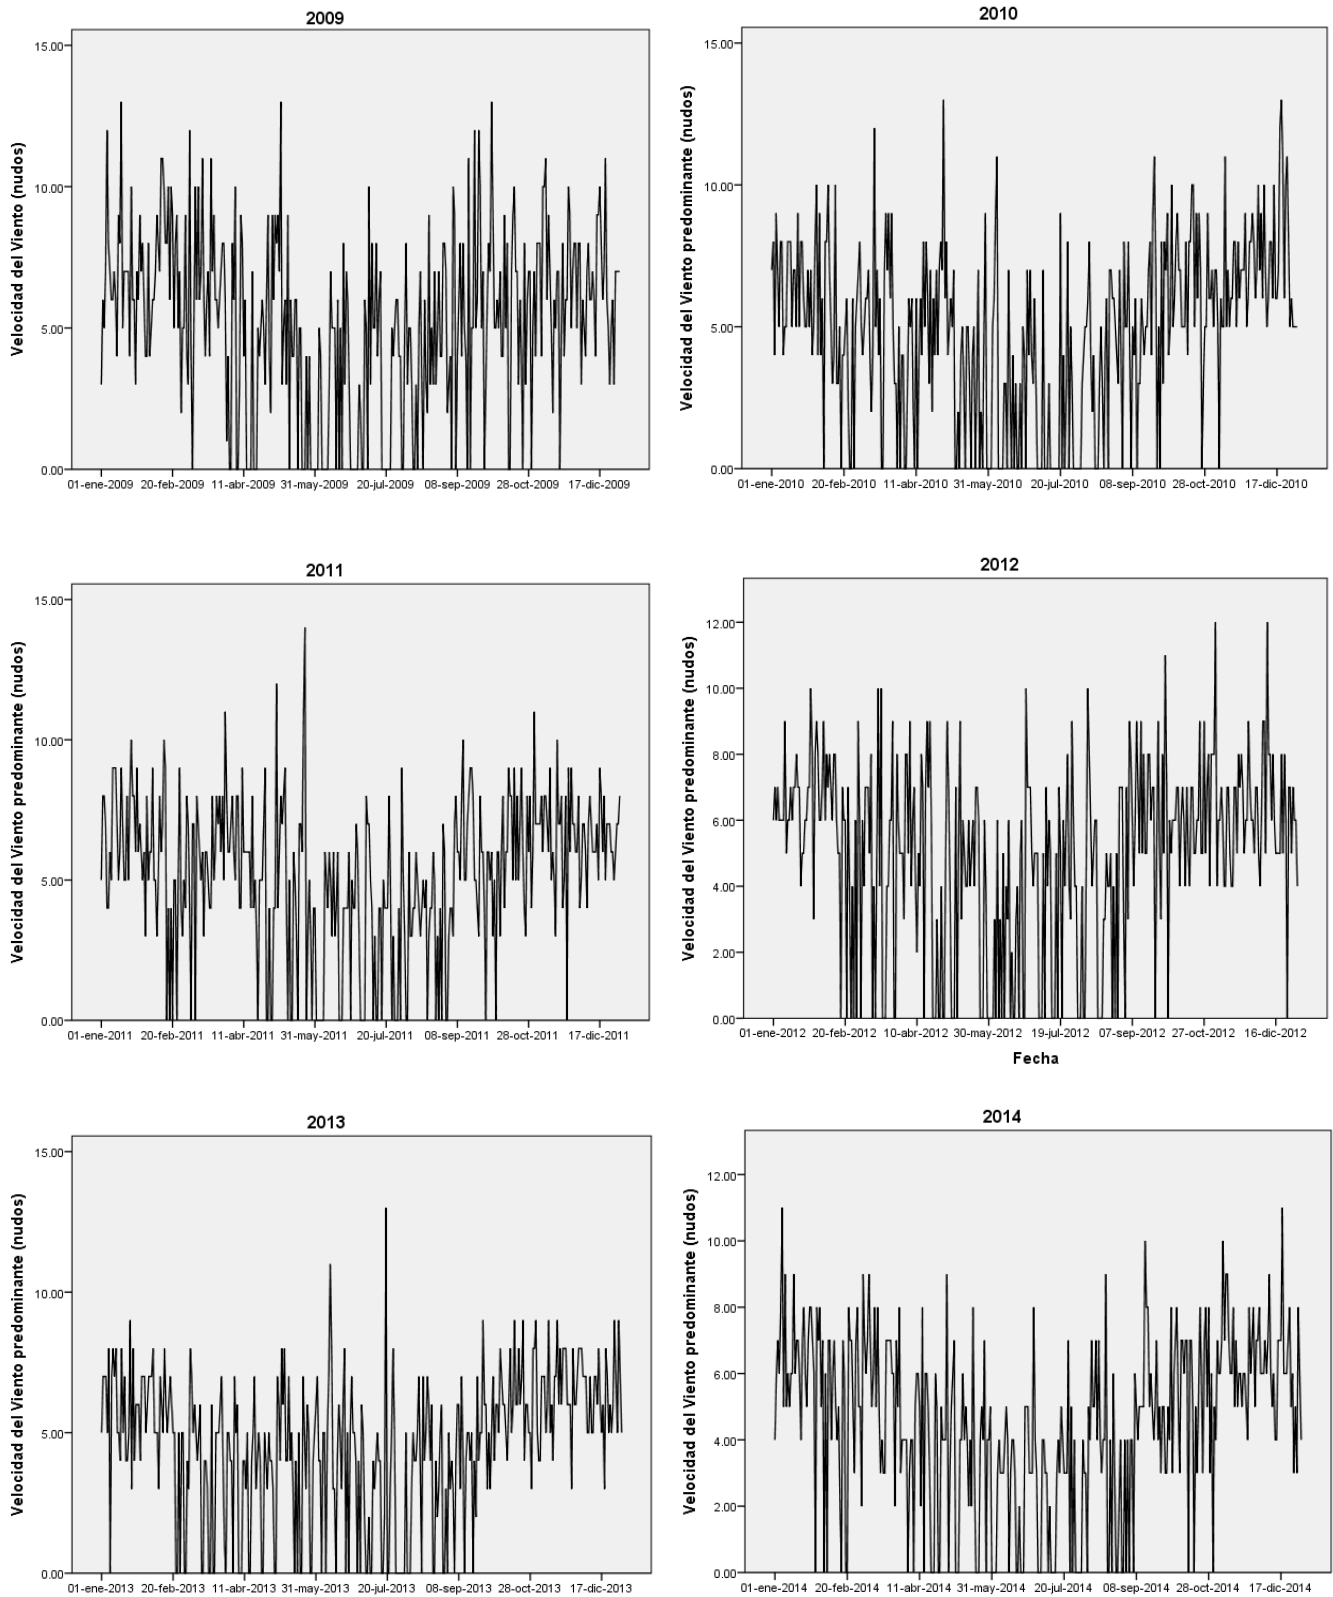 2009
Velocidad del Viento (nudos)
15.00
10.00
5.00
0.00
01-ene-2009 20-feb-2009 11-abr-2009 31-may-2009 20-jul-2009 08-sep-2009 28-oct-2009 17-dic-2009
2010
Velocidad del Viento predominante (nudos)
15.00
10.00
5.00
0.00
01-ene-2010 20-feb-2010 11-abr-2010 31-may-2010 20-jul-2010 08-sep-2010 28-oct-2010 17-dic-2010
2011
Velocidad del Viento predominante (nudos)
15.00
10.00
5.00
0.00
01-ene-2011 20-feb-2011 11-abr-2011 31-may-2011 20-jul-2011 08-sep-2011 28-oct-2011 17-dic-2011
2012
Velocidad del Viento predominante (nudos)
12.00
10.00
8.00
6.00
4.00
2.00
0.00
01-ene-2012 20-feb-2012 10-abr-2012 30-may-2012 19-jul-2012 07-sep-2012 27-oct-2012 16-dic-2012
Fecha
2013
Velocidad del Viento predominante (nudos)
15.00
10.00
5.00
0.00
01-ene-2013 20-feb-2013 11-abr-2013 31-may-2013 20-jul-2013 08-sep-2013 28-oct-2013 17-dic-2013
2014
Velocidad del Viento predominante (nudos)
12.00
10.00
8.00
6.00
4.00
2.00
0.00
01-ene-2014 20-feb-2014 11-abr-2014 31-may-2014 20-jul-2014 08-sep-2014 28-oct-2014 17-dic-2014